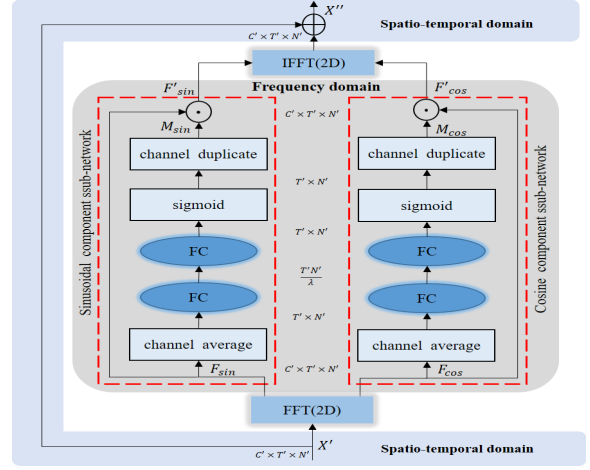 X′′
Spatio-temporal domain
C′ × T′ × N′
IFFT(2D)
Frequency domain
F′sin
F′cos
C′ × T′ × N′
Msin
Mcos
channel duplicate
channel duplicate
T′ × N′
sigmoid
sigmoid
T′ × N′
FC
FC
T′N′
λ
FC
FC
T′ × N′
channel average
channel average
C′ × T′ × N′
Fsin
Fcos
Sinusoidal component ssub-network
Cosine component ssub-network
FFT(2D)
X′
C′ × T′ × N′
Spatio-temporal domain